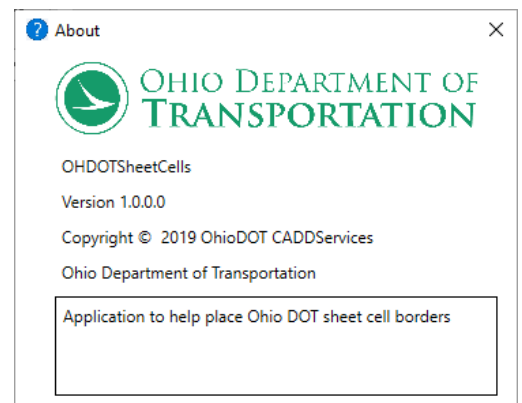 About
OHIO DEPARTMENT OF
TRANSPORTATION
OHDOTSheetCells
Version 1.0.0.0
Copyright © 2019 OhioDOT CADDServices
Ohio Department of Transportation
Application to help place Ohio DOT sheet cell borders